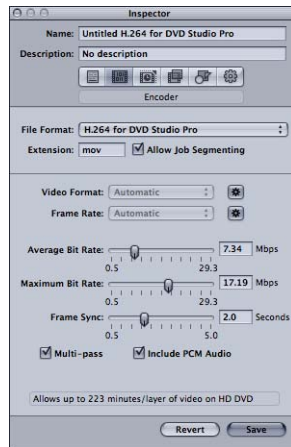 Inspector
Name: Untitled H.264 for DVD Studio Pro
Description: No description
Encoder
File Format: H.264 for DVD Studio Pro
Extension: mov Allow Job Segmenting
Video Format: Automatic
Frame Rate: Automatic
Average Bit Rate: 7.34 Mbps
0.5 29.3
Maximum Bit Rate: 17.19 Mbps
0.5 29.3
Frame Sync: 2.0 Seconds
0.5 5.0
Multi-pass Include PCM Audio
Allows up to 223 minutes/layer of video on HD DVD
Revert Save